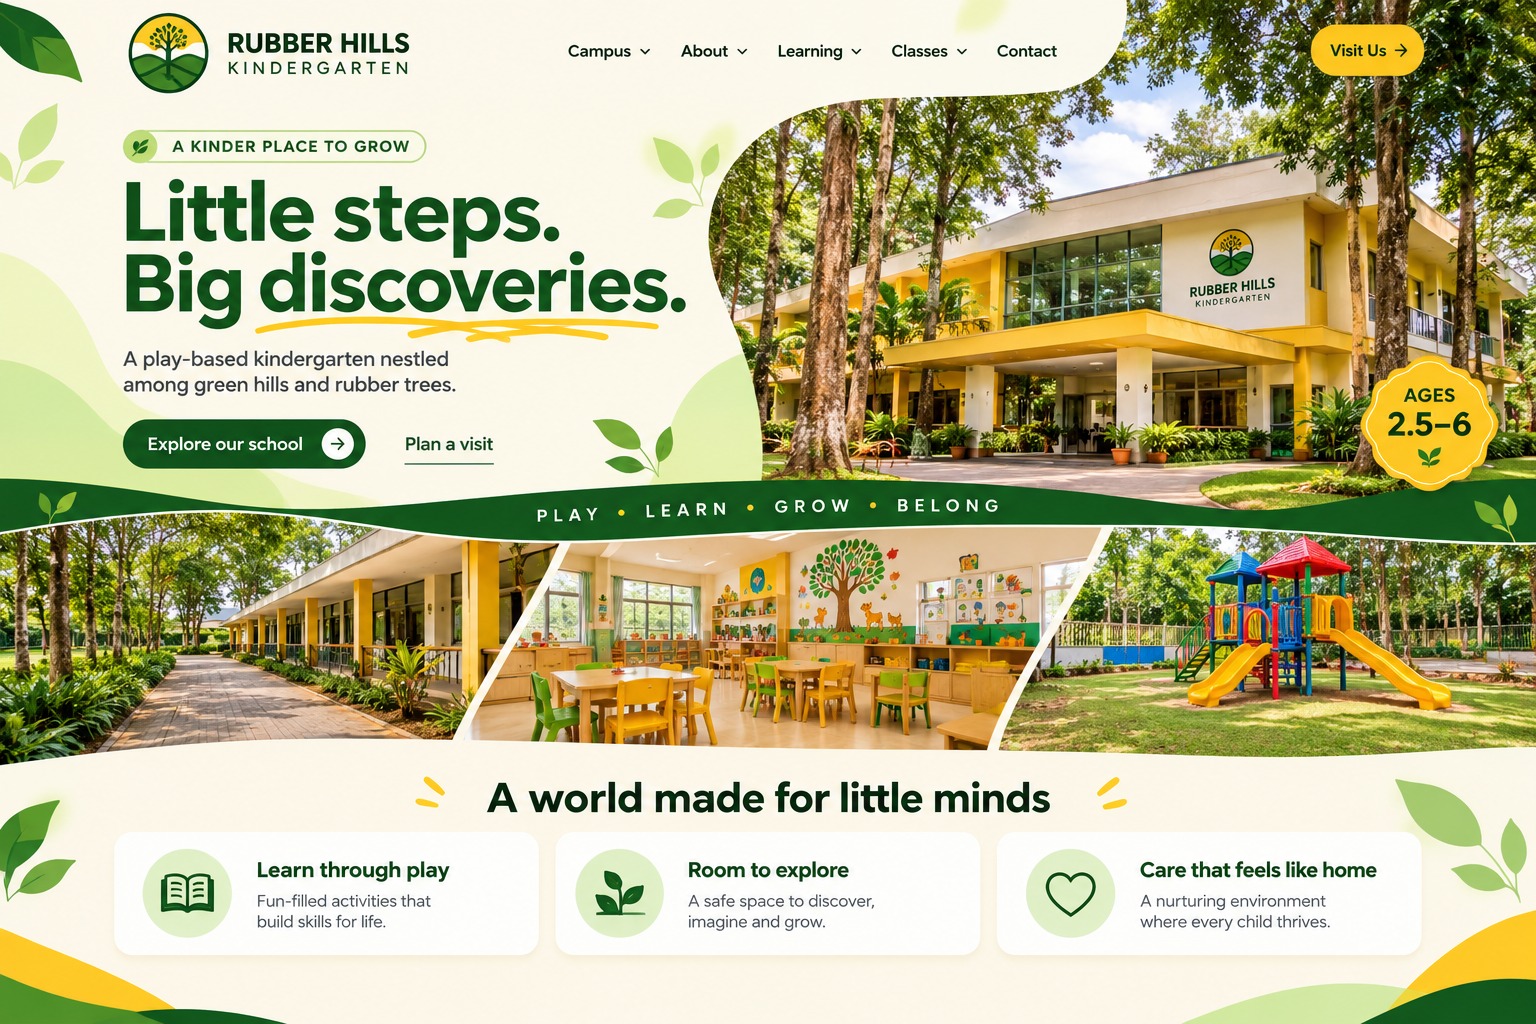 RUBBER HILLS
KINDERGARTEN
Campus
About
Learning
Classes
Contact
Visit Us
A KINDER PLACE TO GROW
Little steps.
Big discoveries.
A play-based kindergarten nestled
among green hills and rubber trees.
Explore our school
Plan a visit
RUBBER HILLS
KINDERGARTEN
AGES
2.5–6
PLAY • LEARN • GROW • BELONG
A world made for little minds
Learn through play
Fun-filled activities that
build skills for life.
Room to explore
A safe space to discover,
imagine and grow.
Care that feels like home
A nurturing environment
where every child thrives.